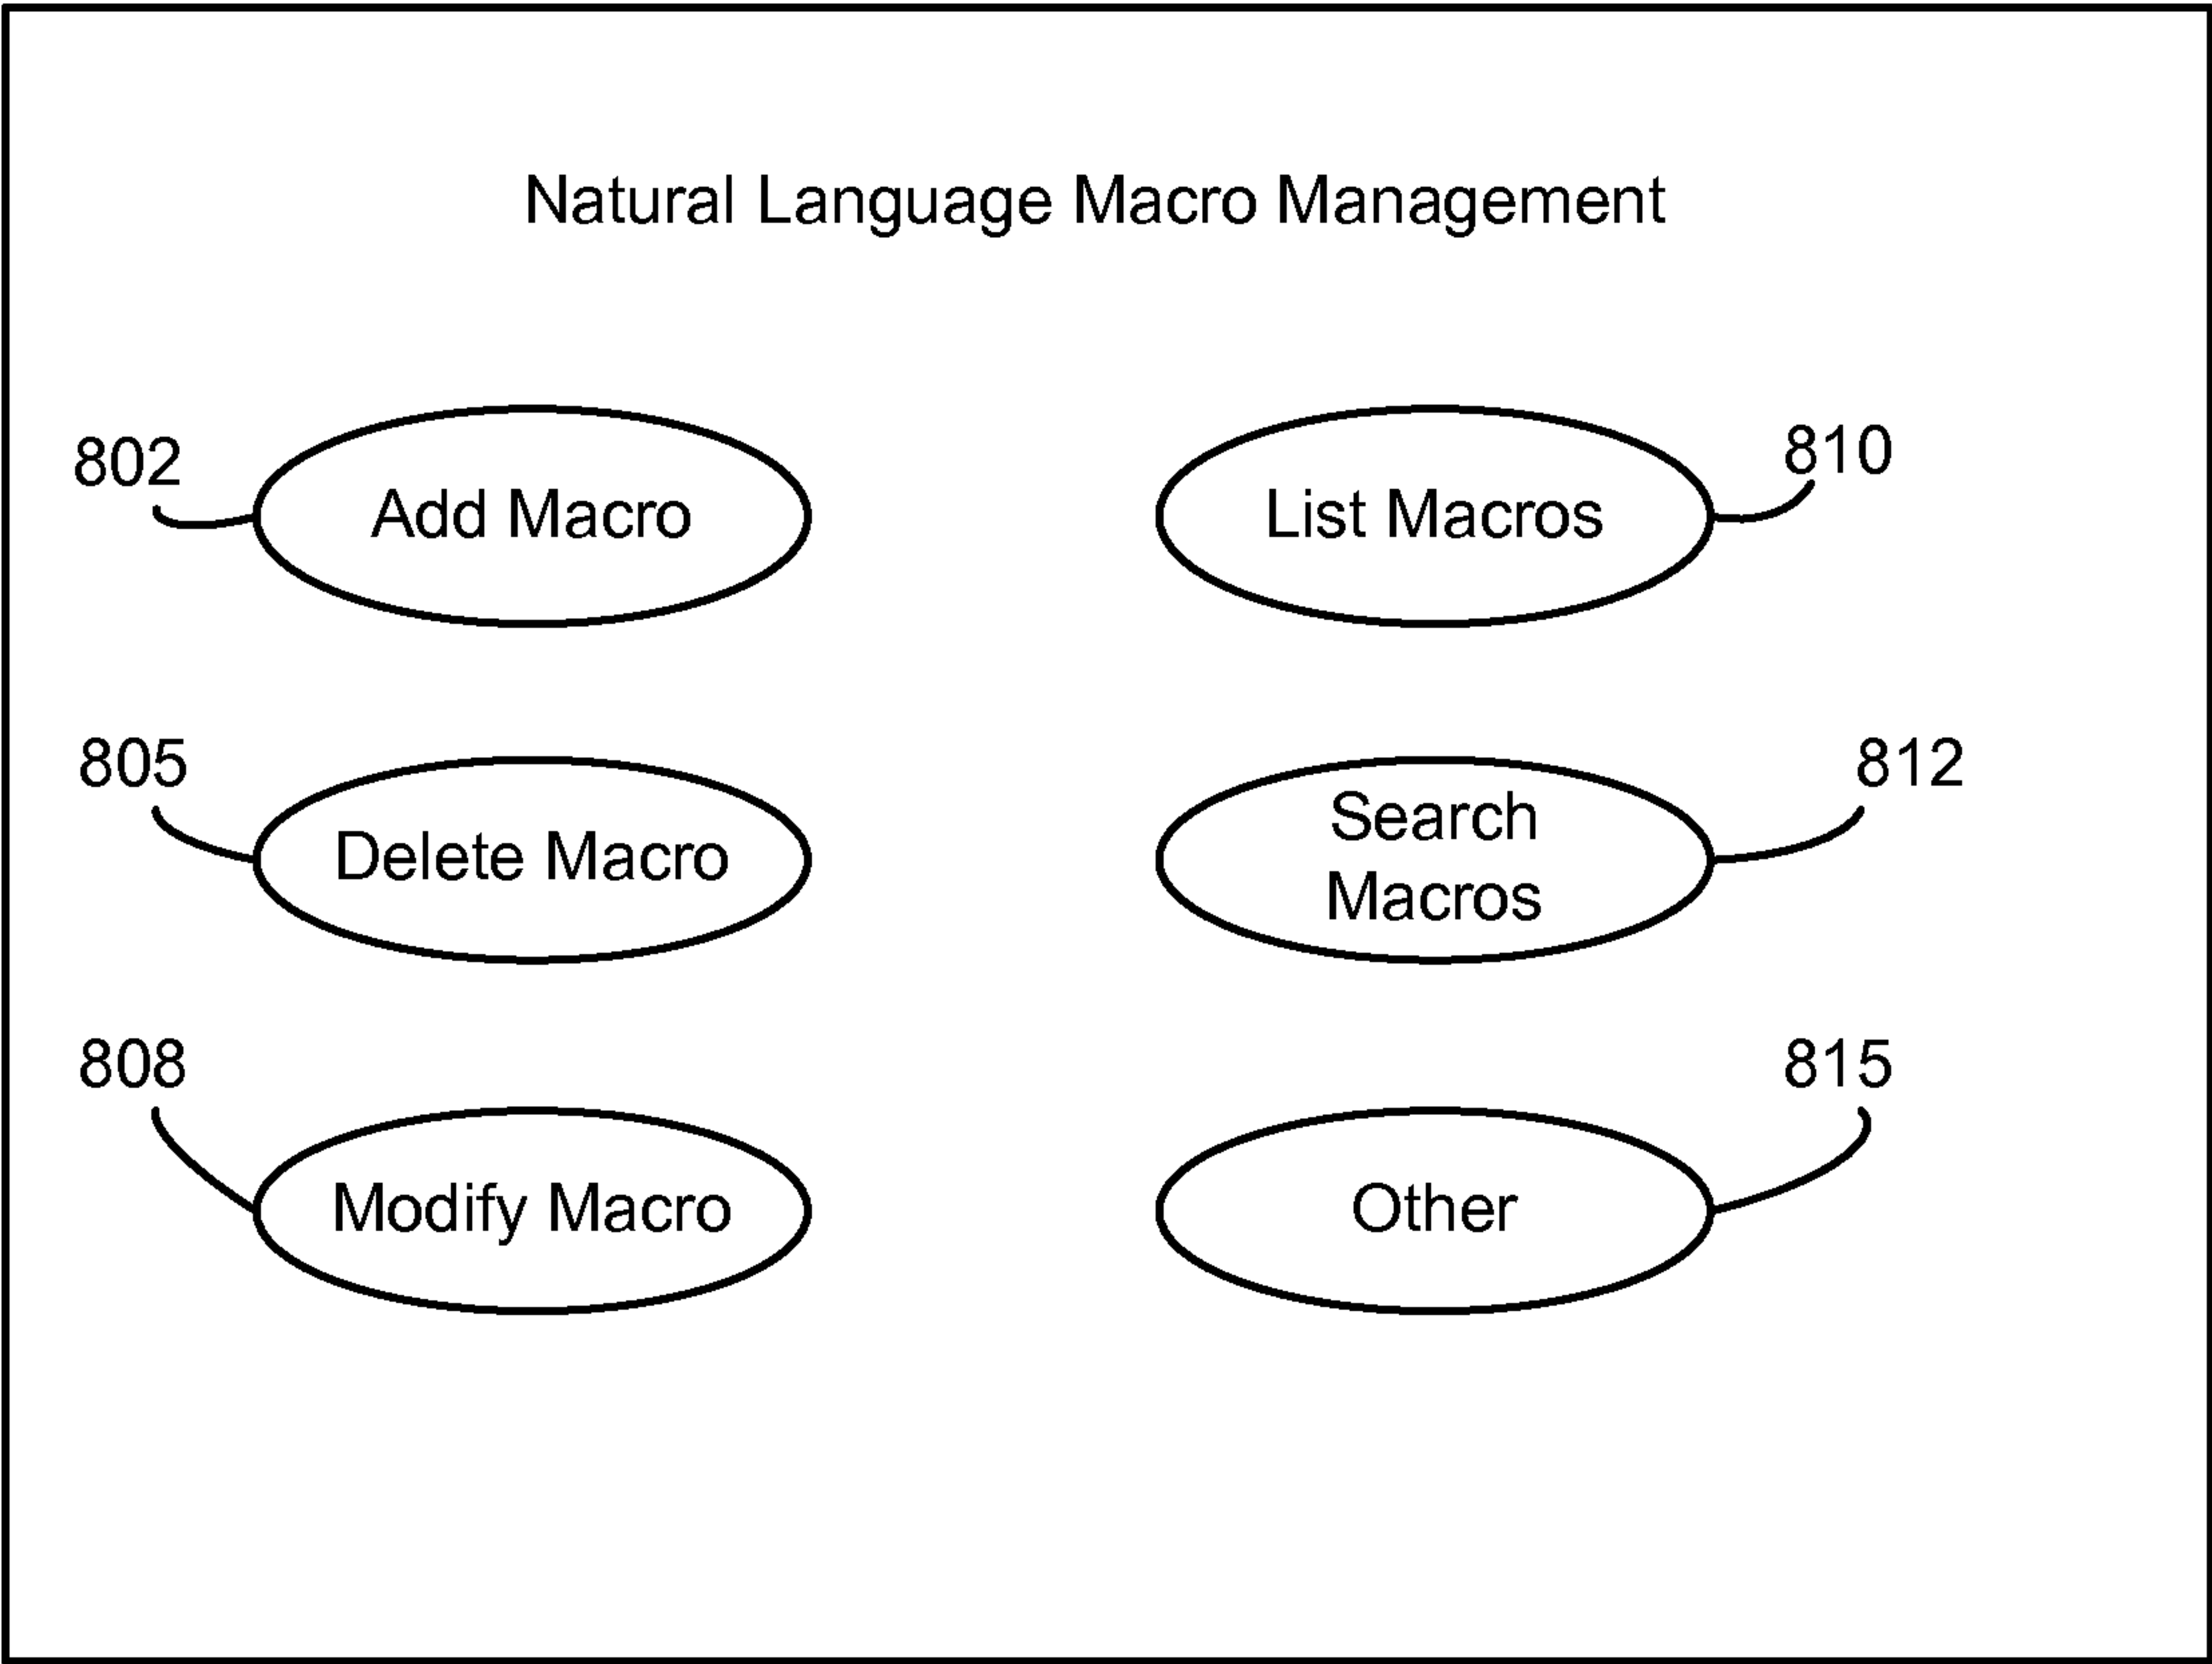 Natural Language Macro Management
802
Add Macro
List Macros
810
805
Delete Macro
Search
Macros
812
808
Modify Macro
Other
815